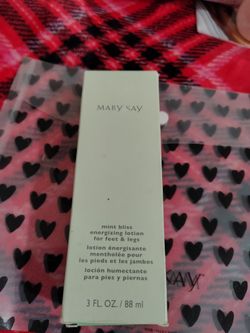 MARY KAY
mint bliss
energizing lotion
for feet & legs
lotion énergisante
mentholée pour
les pieds et les jambes
loción humectante
para pies y piernas
3 FL. OZ. / 88 ml
KAY